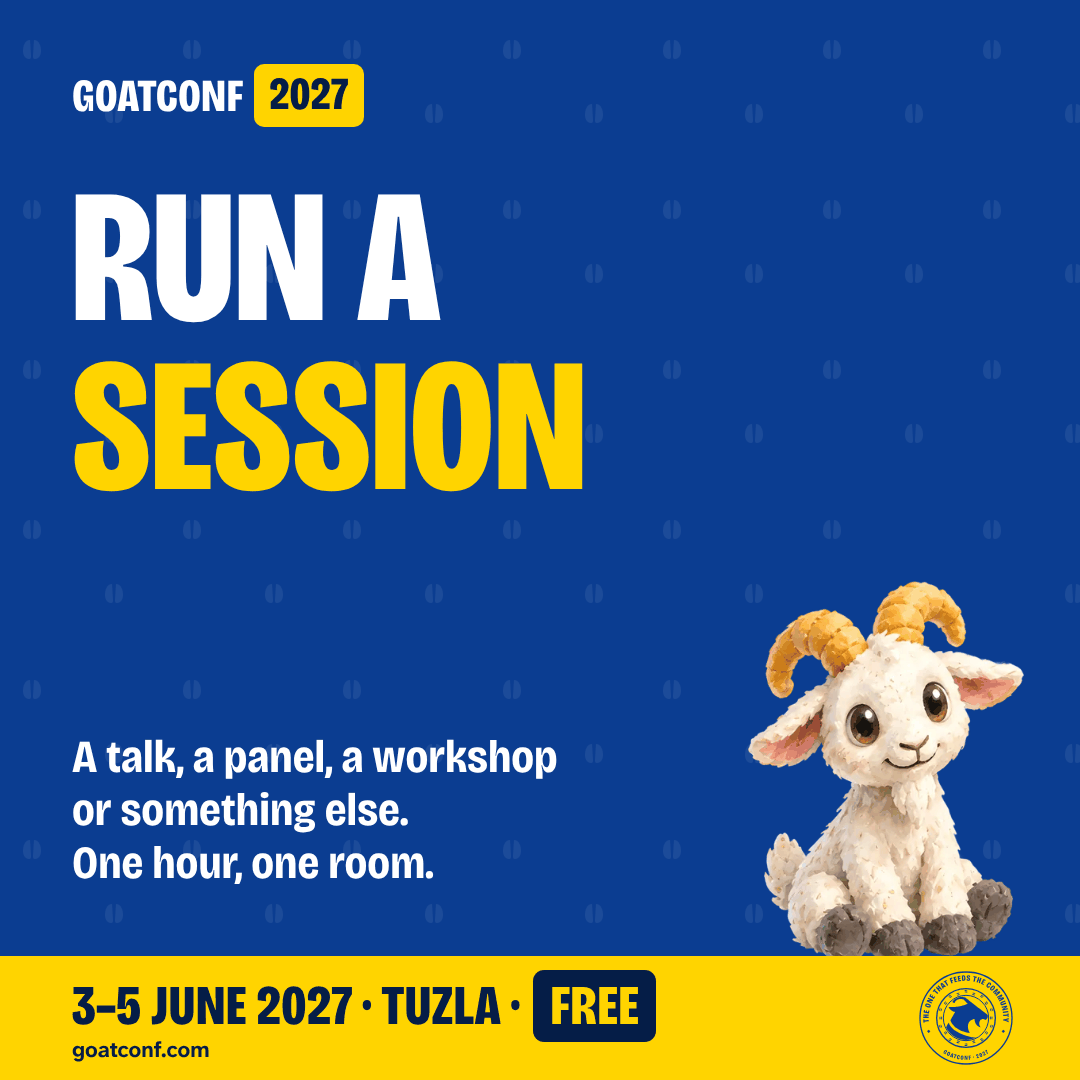 GOATCONF 2027
RUN A
SESSION
A talk, a panel, a workshop
or something else.
One hour, one room.
3–5 JUNE 2027 · TUZLA · FREE
goatconf.com
THE ONE THAT FEEDS THE COMMUNITY
GOATCONF · 2027